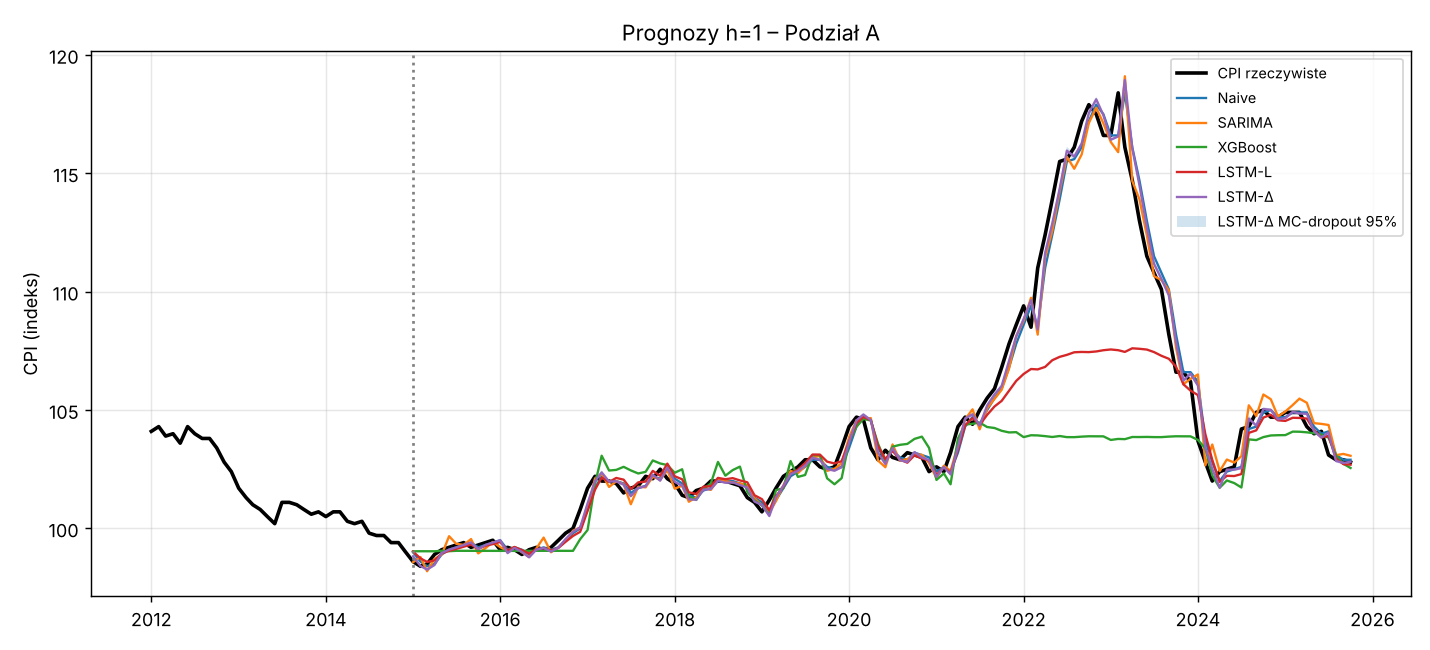 Prognozy h=1 – Podział A
CPI (indeks)
120
115
110
105
100
2012
2014
2016
2018
2020
2022
2024
2026
CPI rzeczywiste
Naive
SARIMA
XGBoost
LSTM-L
LSTM-Δ
LSTM-Δ MC-dropout 95%